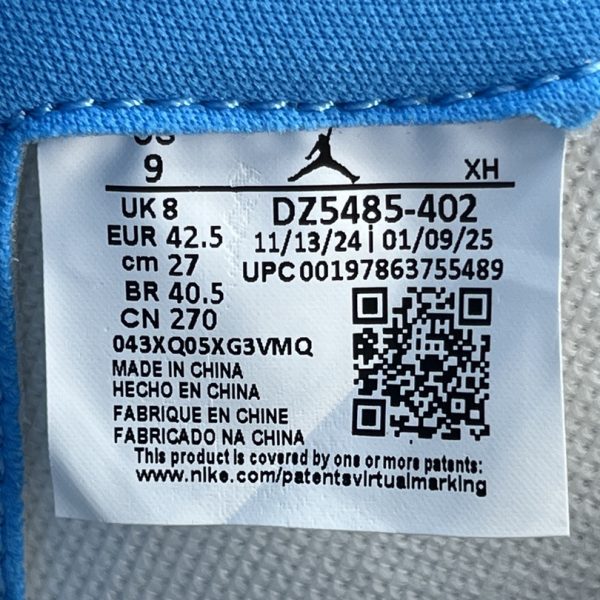 US
9
XH
UK 8
DZ5485-402
EUR 42.5
11/13/24 | 01/09/25
cm 27
UPC 00197863755489
BR 40.5
CN 270
043XQ05XG3VMQ
MADE IN CHINA
HECHO EN CHINA
FABRIQUE EN CHINE
FABRICADO NA CHINA
This product is covered by one or more patents:
www.nike.com/patentsvirtualmarking